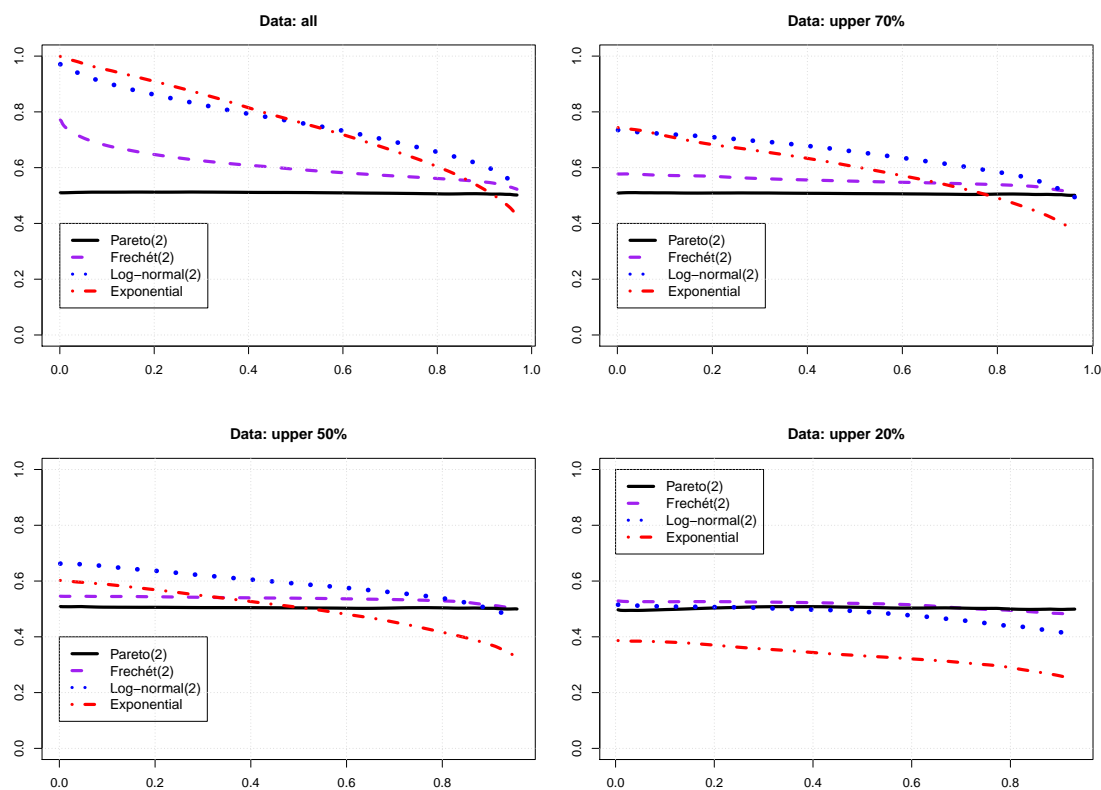 Data: all
1.0
0.8
0.6
0.4
0.2
0.0
Pareto(2)
Frechét(2)
Log−normal(2)
Exponential
0.0 0.2 0.4 0.6 0.8 1.0
Data: upper 70%
1.0
0.8
0.6
0.4
0.2
0.0
Pareto(2)
Frechét(2)
Log−normal(2)
Exponential
0.0 0.2 0.4 0.6 0.8 1.0
Data: upper 50%
1.0
0.8
0.6
0.4
0.2
0.0
Pareto(2)
Frechét(2)
Log−normal(2)
Exponential
0.0 0.2 0.4 0.6 0.8
Data: upper 20%
1.0
0.8
0.6
0.4
0.2
0.0
Pareto(2)
Frechét(2)
Log−normal(2)
Exponential
0.0 0.2 0.4 0.6 0.8